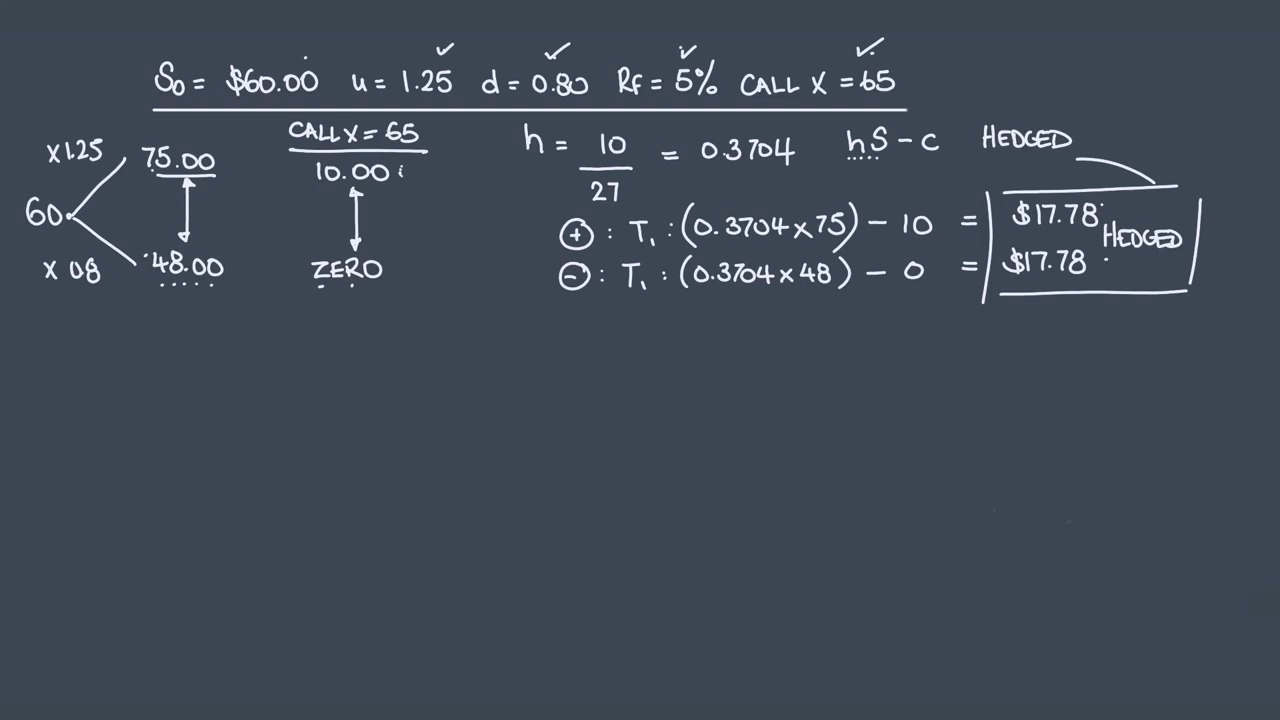 S₀ = $60.00 u = 1.25 d = 0.80 Rf = 5% CALL X = 65
x1.25 75.00
60
x 08 48.00
CALL X = 65
10.00
ZERO
h = 10 / 27 = 0.3704 hS - C HEDGED
+ : T₁ : (0.3704 x 75) - 10 = $17.78
- : T₁ : (0.3704 x 48) - 0 = $17.78
HEDGED